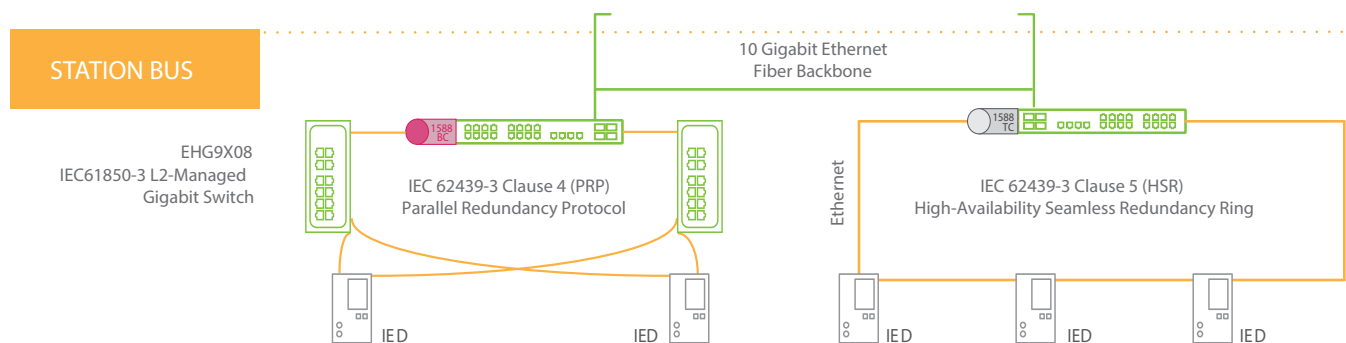 STATION BUS
10 Gigabit Ethernet
Fiber Backbone
1588
BC
1588
TC
EHG9X08
IEC61850-3 L2-Managed
Gigabit Switch
IEC 62439-3 Clause 4 (PRP)
Parallel Redundancy Protocol
Ethernet
IEC 62439-3 Clause 5 (HSR)
High-Availability Seamless Redundancy Ring
IED
IED
IED
IED
IED